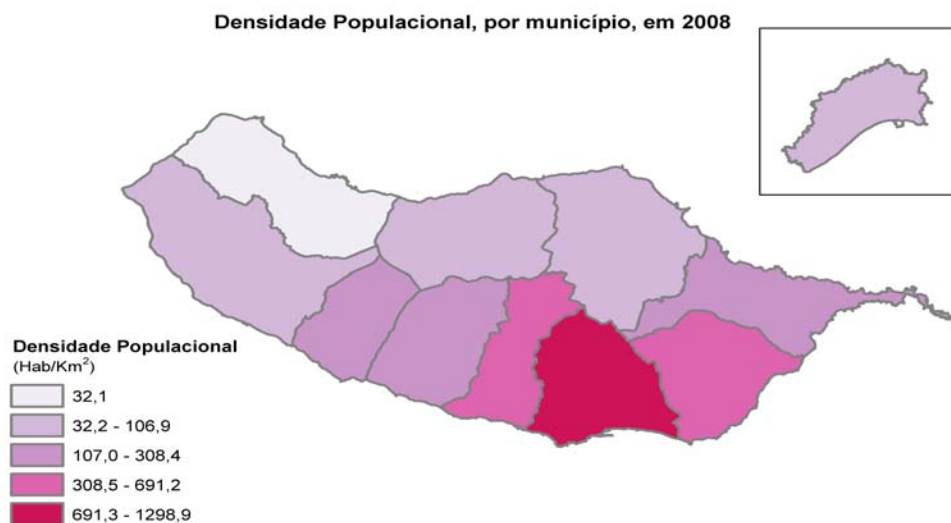 Densidade Populacional, por município, em 2008
Densidade Populacional
(Hab/Km²)
32,1
32,2 - 106,9
107,0 - 308,4
308,5 - 691,2
691,3 - 1298,9